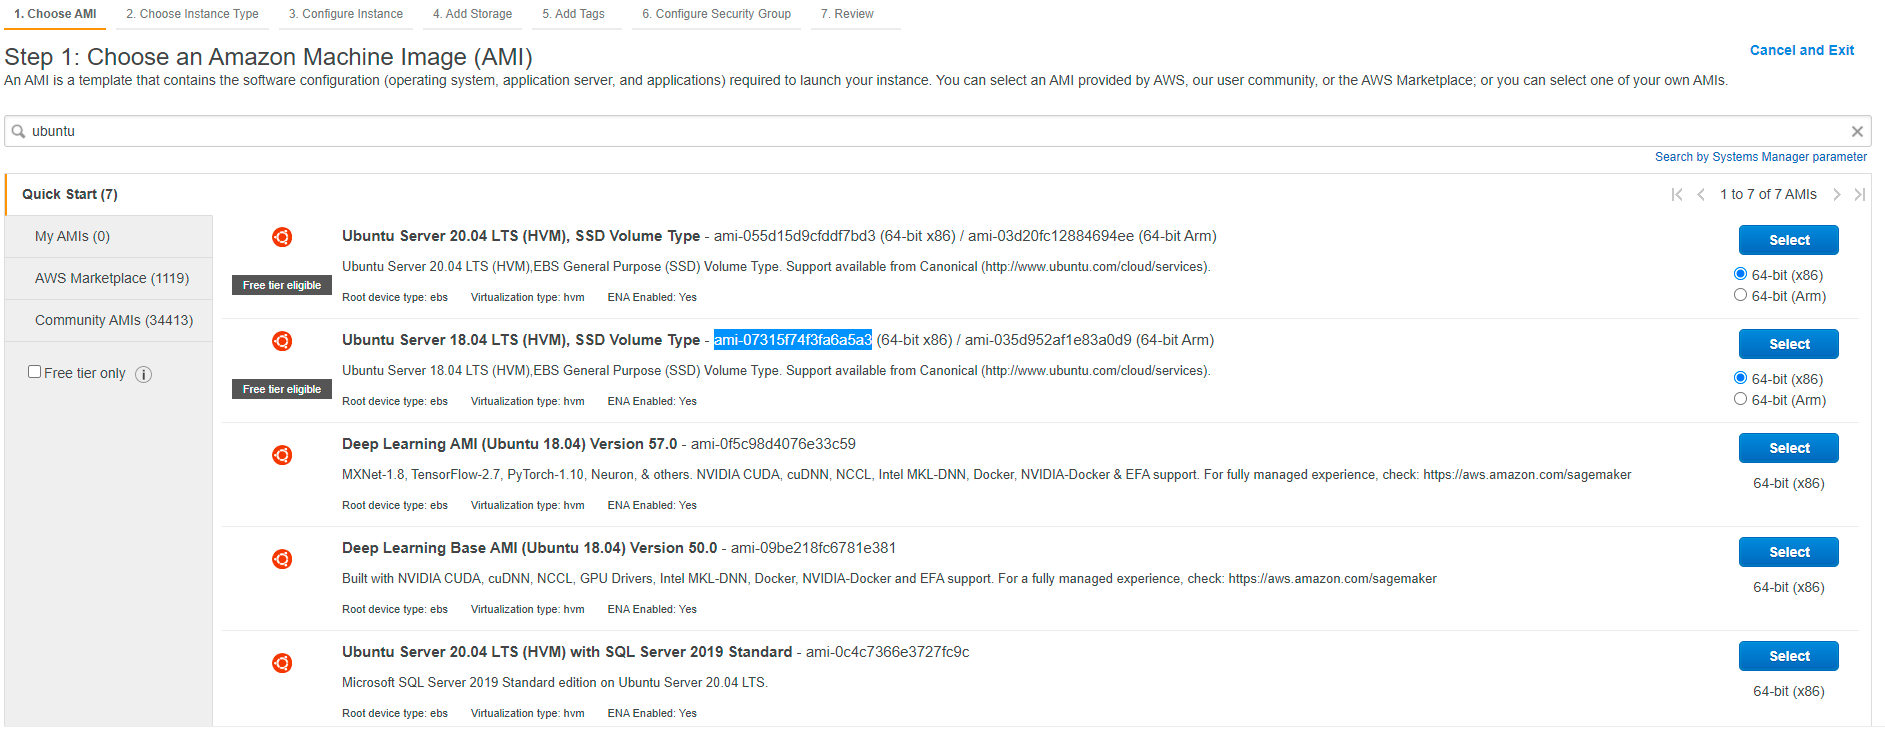 1. Choose AMI 2. Choose Instance Type 3. Configure Instance 4. Add Storage 5. Add Tags 6. Configure Security Group 7. Review
Step 1: Choose an Amazon Machine Image (AMI)
Cancel and Exit
An AMI is a template that contains the software configuration (operating system, application server, and applications) required to launch your instance. You can select an AMI provided by AWS, our user community, or the AWS Marketplace; or you can select one of your own AMIs.
ubuntu
Search by Systems Manager parameter
Quick Start (7)
1 to 7 of 7 AMIs
My AMIs (0)
AWS Marketplace (1119)
Community AMIs (34413)
Free tier only
Ubuntu Server 20.04 LTS (HVM), SSD Volume Type - ami-055d15d9cfddf7bd3 (64-bit x86) / ami-03d20fc12884694ee (64-bit Arm)
Select
Ubuntu Server 20.04 LTS (HVM),EBS General Purpose (SSD) Volume Type. Support available from Canonical (http://www.ubuntu.com/cloud/services).
64-bit (x86)
Free tier eligible
Root device type: ebs Virtualization type: hvm ENA Enabled: Yes
64-bit (Arm)
Ubuntu Server 18.04 LTS (HVM), SSD Volume Type - ami-07315f74f3fa6a5a3 (64-bit x86) / ami-035d952af1e83a0d9 (64-bit Arm)
Select
Ubuntu Server 18.04 LTS (HVM),EBS General Purpose (SSD) Volume Type. Support available from Canonical (http://www.ubuntu.com/cloud/services).
64-bit (x86)
Free tier eligible
Root device type: ebs Virtualization type: hvm ENA Enabled: Yes
64-bit (Arm)
Deep Learning AMI (Ubuntu 18.04) Version 57.0 - ami-0f5c98d4076e33c59
Select
MXNet-1.8, TensorFlow-2.7, PyTorch-1.10, Neuron, & others. NVIDIA CUDA, cuDNN, NCCL, Intel MKL-DNN, Docker, NVIDIA-Docker & EFA support. For fully managed experience, check: https://aws.amazon.com/sagemaker
64-bit (x86)
Root device type: ebs Virtualization type: hvm ENA Enabled: Yes
Deep Learning Base AMI (Ubuntu 18.04) Version 50.0 - ami-09be218fc6781e381
Select
Built with NVIDIA CUDA, cuDNN, NCCL, GPU Drivers, Intel MKL-DNN, Docker, NVIDIA-Docker and EFA support. For a fully managed experience, check: https://aws.amazon.com/sagemaker
64-bit (x86)
Root device type: ebs Virtualization type: hvm ENA Enabled: Yes
Ubuntu Server 20.04 LTS (HVM) with SQL Server 2019 Standard - ami-0c4c7366e3727fc9c
Select
Microsoft SQL Server 2019 Standard edition on Ubuntu Server 20.04 LTS.
64-bit (x86)
Root device type: ebs Virtualization type: hvm ENA Enabled: Yes